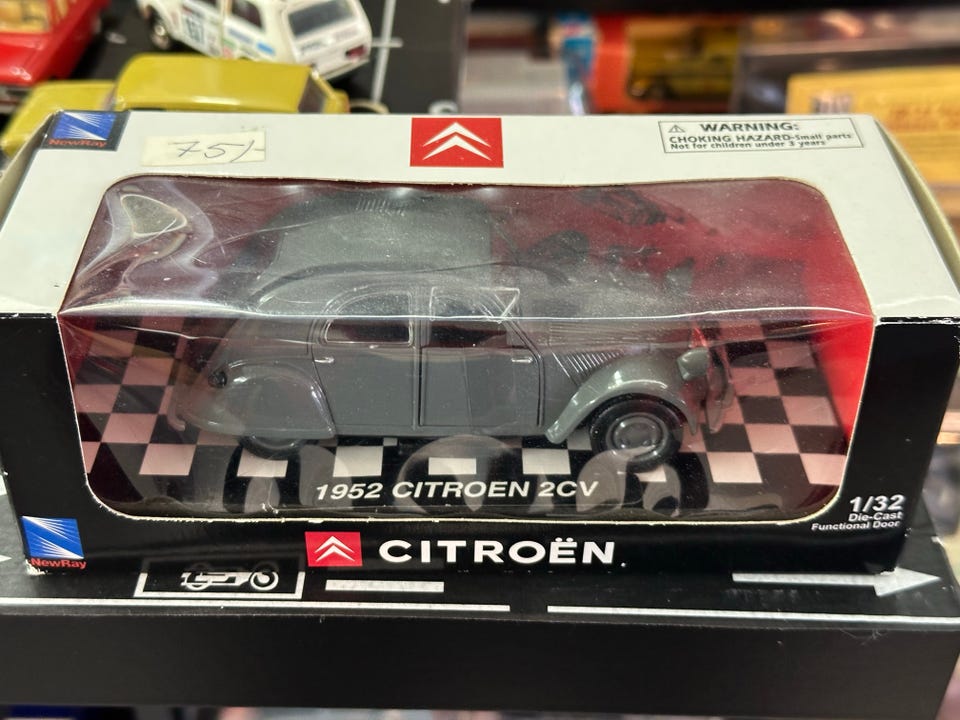 NewRay
75/-
WARNING:
CHOKING HAZARD-Small parts
Not for children under 3 years
1952 CITROEN 2CV
1/32
Die-Cast
Functional Door
NewRay
CITROËN